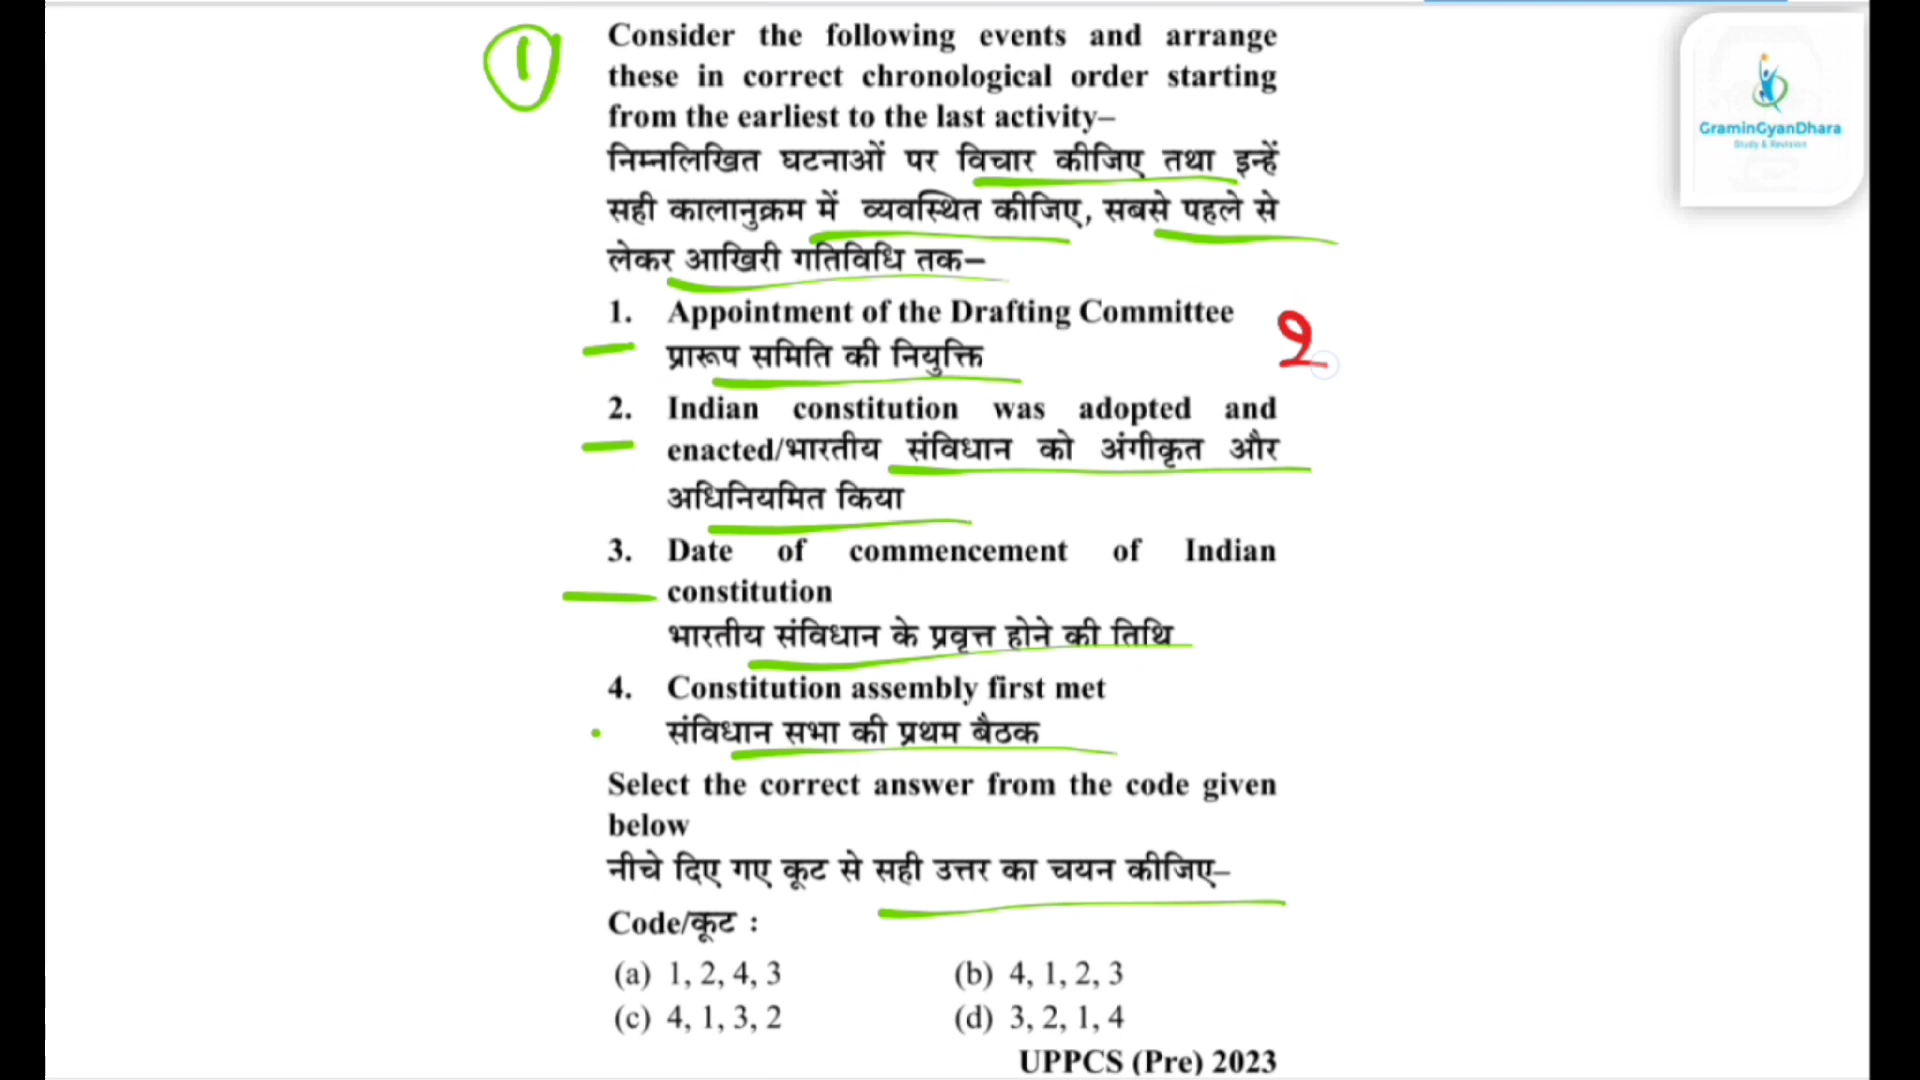 1
Consider the following events and arrange
these in correct chronological order starting
from the earliest to the last activity–
निम्नलिखित घटनाओं पर विचार कीजिए तथा इन्हें
सही कालानुक्रम में व्यवस्थित कीजिए, सबसे पहले से
लेकर आखिरी गतिविधि तक–
1. Appointment of the Drafting Committee
प्रारूप समिति की नियुक्ति
2
2. Indian constitution was adopted and
enacted/भारतीय संविधान को अंगीकृत और
अधिनियमित किया
3. Date of commencement of Indian
constitution
भारतीय संविधान के प्रवृत्त होने की तिथि
4. Constitution assembly first met
संविधान सभा की प्रथम बैठक
Select the correct answer from the code given
below
नीचे दिए गए कूट से सही उत्तर का चयन कीजिए–
Code/कूट :
(a) 1, 2, 4, 3 (b) 4, 1, 2, 3
(c) 4, 1, 3, 2 (d) 3, 2, 1, 4
UPPCS (Pre) 2023
GraminGyanDhara
Study & Revision